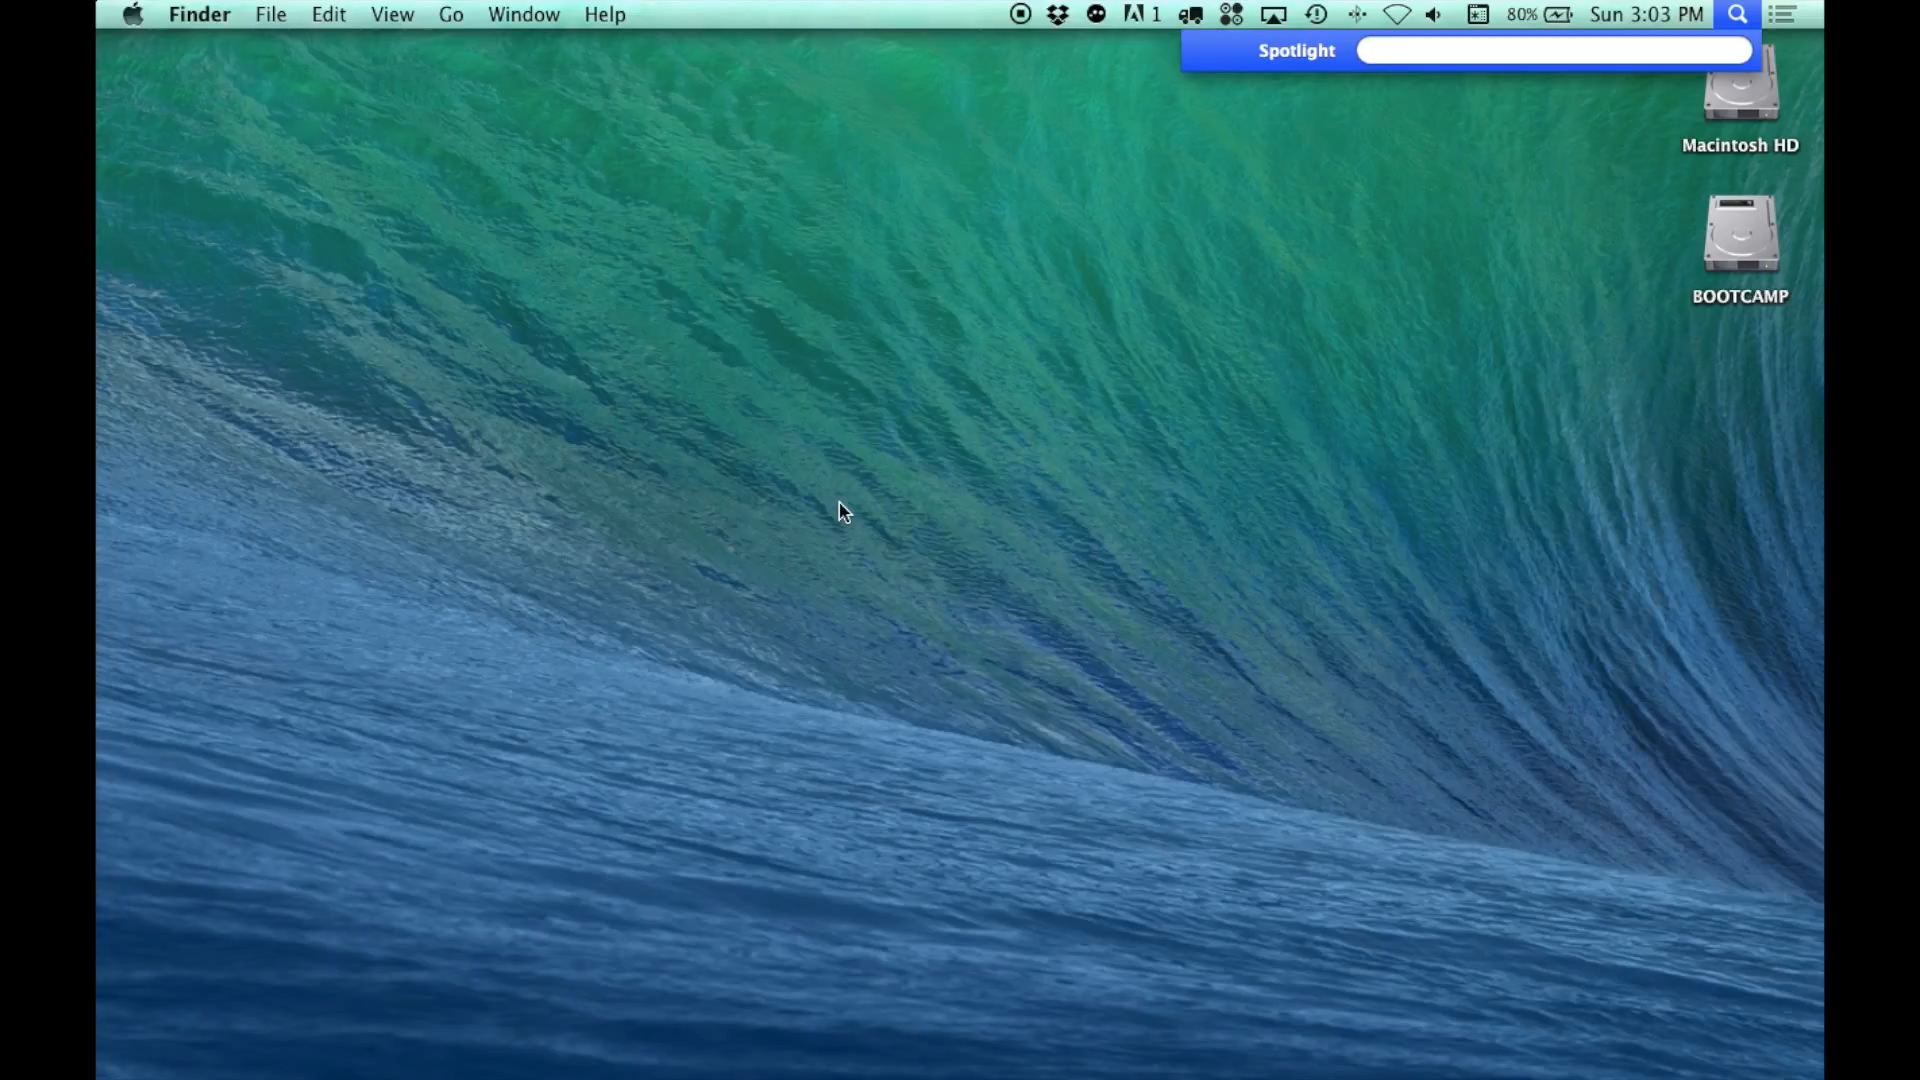 Finder File Edit View Go Window Help 1 80% Sun 3:03 PM
Spotlight
Macintosh HD
BOOTCAMP